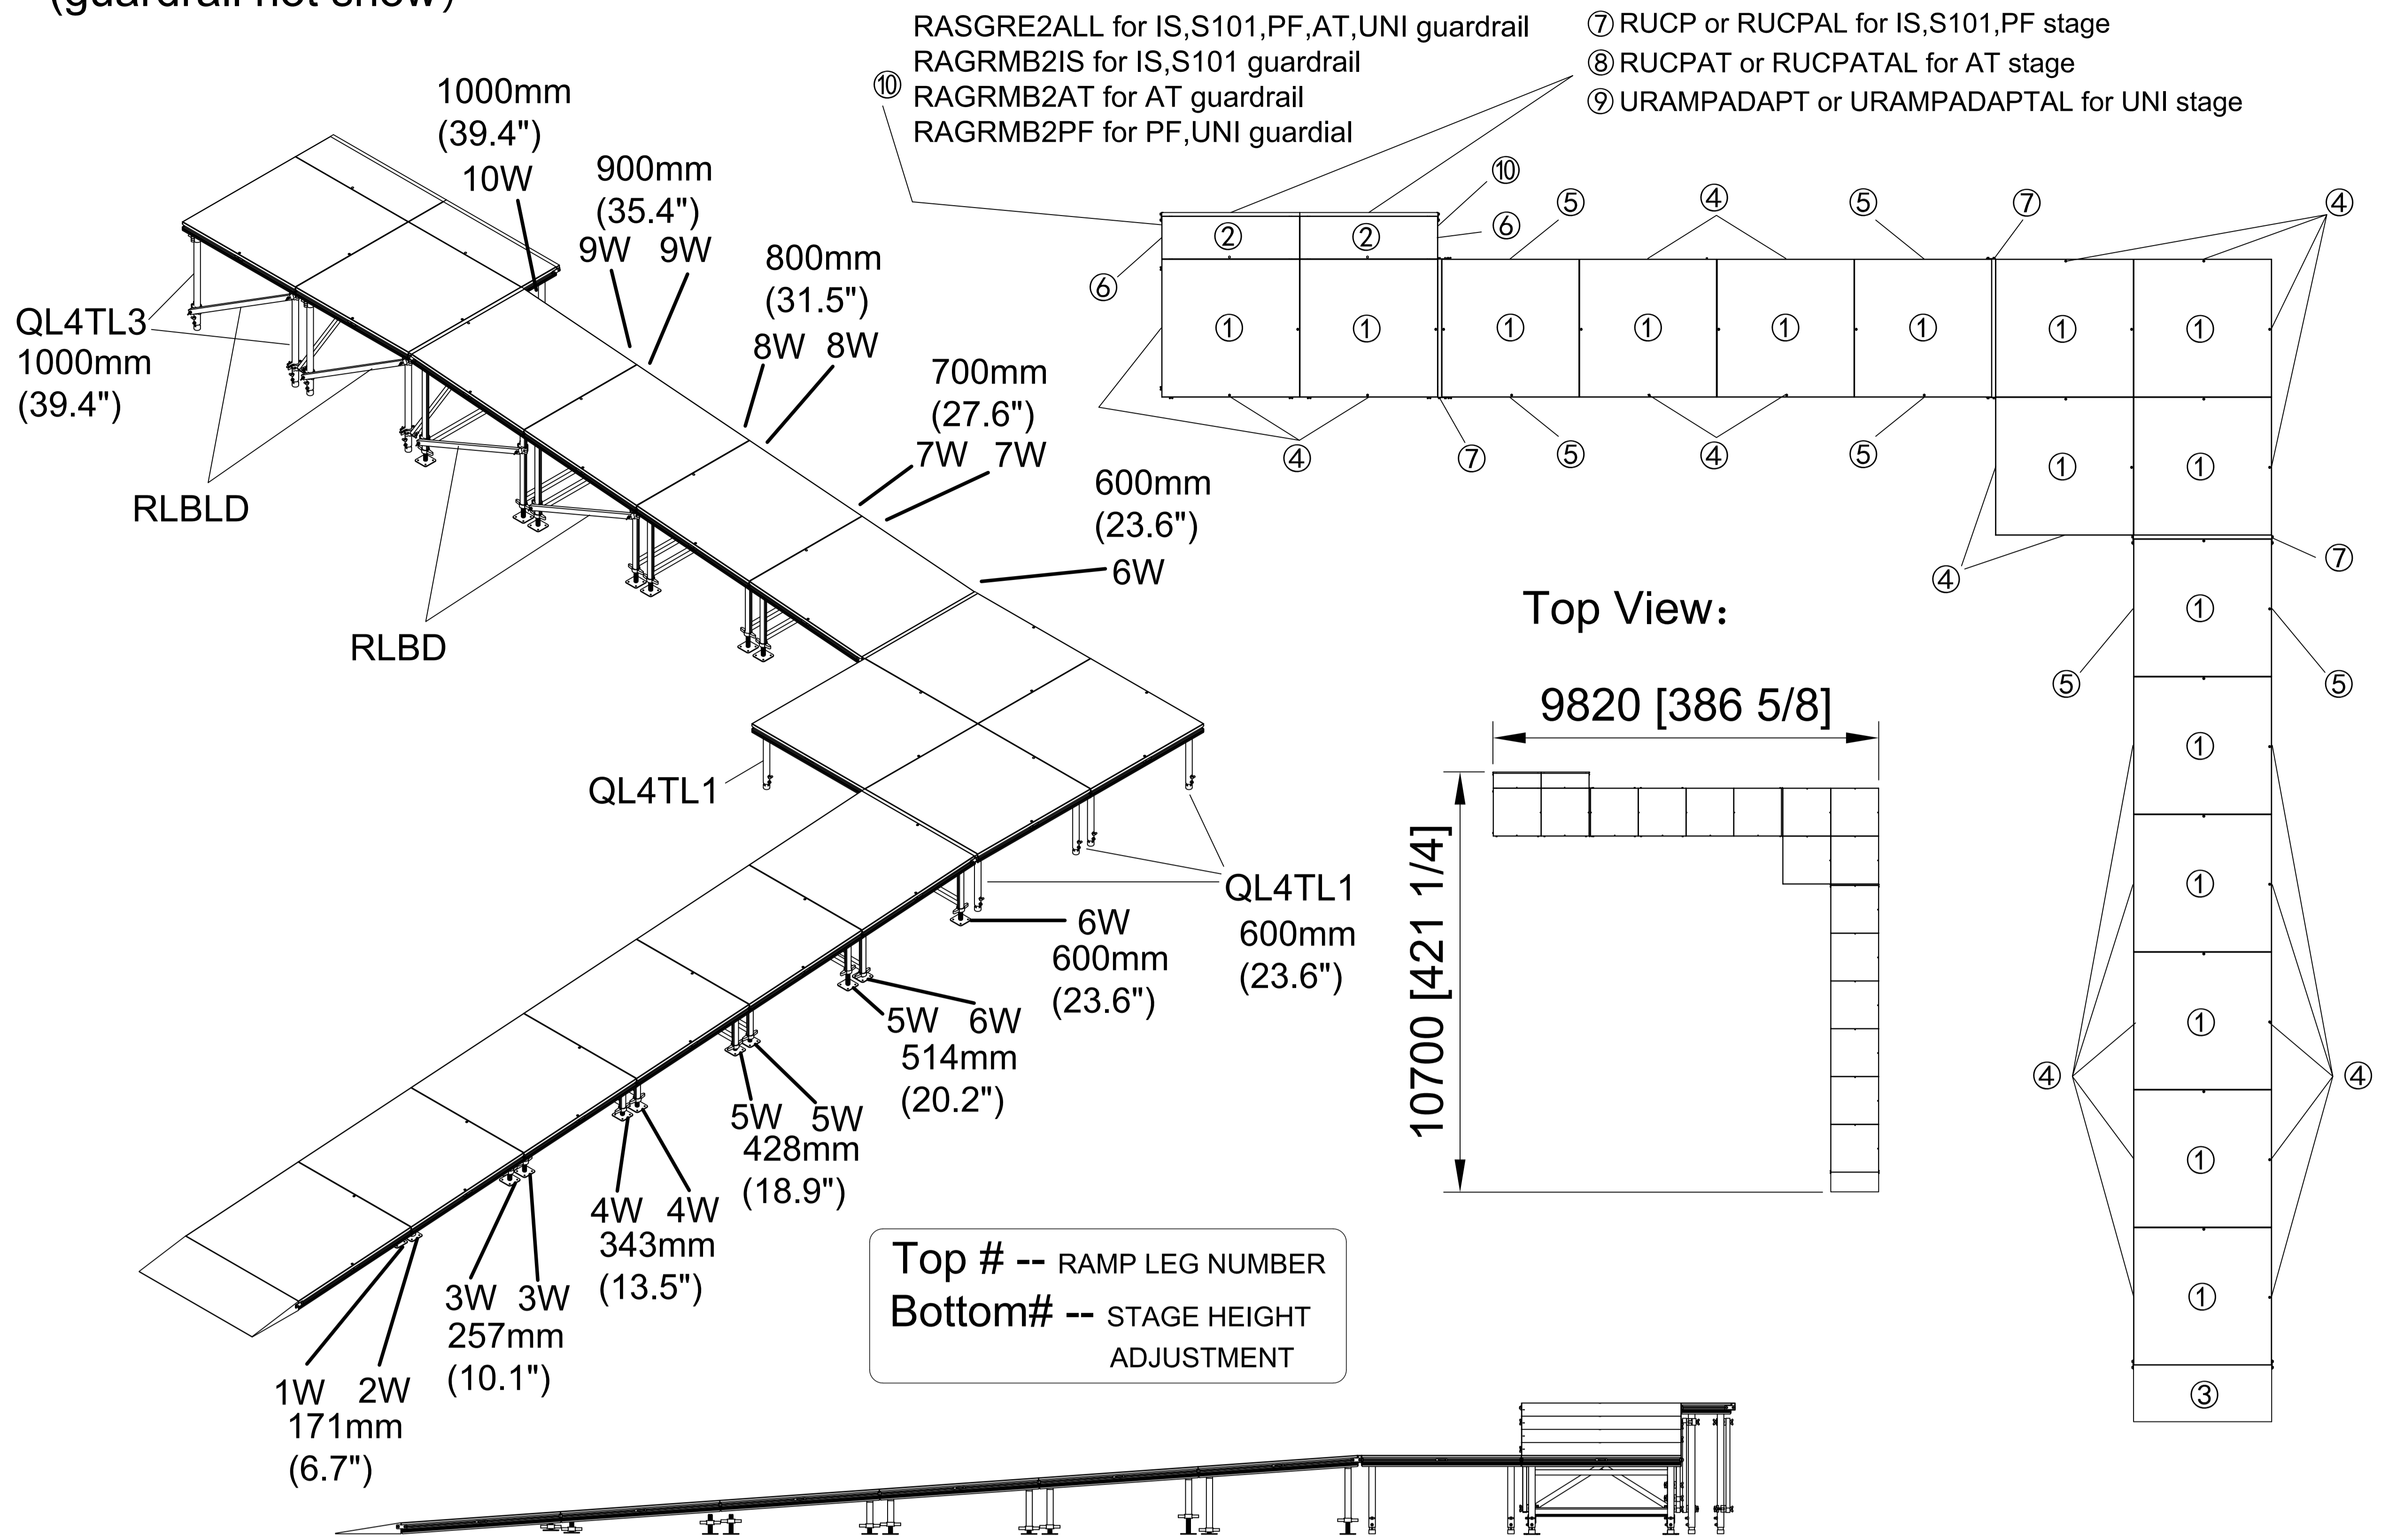 (guardrail not show)
RASGRE2ALL for IS,S101,PF,AT,UNI guardrail
RAGRMB2IS for IS,S101 guardrail
⑩ RAGRMB2AT for AT guardrail
RAGRMB2PF for PF,UNI guardial
⑦ RUCP or RUCPAL for IS,S101,PF stage
⑧ RUCPAT or RUCPATAL for AT stage
⑨ URAMPADAPT or URAMPADAPTAL for UNI stage
1000mm
(39.4")
10W
900mm
(35.4")
9W 9W
800mm
(31.5")
8W 8W
700mm
(27.6")
7W 7W
600mm
(23.6")
6W
QL4TL3
1000mm
(39.4")
RLBLD
RLBD
QL4TL1
QL4TL1
600mm
(23.6")
6W
600mm
(23.6")
5W 6W
514mm
(20.2")
5W 5W
428mm
(18.9")
4W 4W
343mm
(13.5")
3W 3W
257mm
(10.1")
1W 2W
171mm
(6.7")
Top # -- RAMP LEG NUMBER
Bottom# -- STAGE HEIGHT
ADJUSTMENT
⑩
⑤ ④ ⑤ ⑦ ④
② ② ⑥
⑥
① ① ① ① ① ① ① ①
④ ⑦ ⑤ ④ ⑤
① ①
④ ⑦
①
⑤ ⑤
①
①
①
④ ④
①
①
③
Top View:
9820 [386 5/8]
10700 [421 1/4]